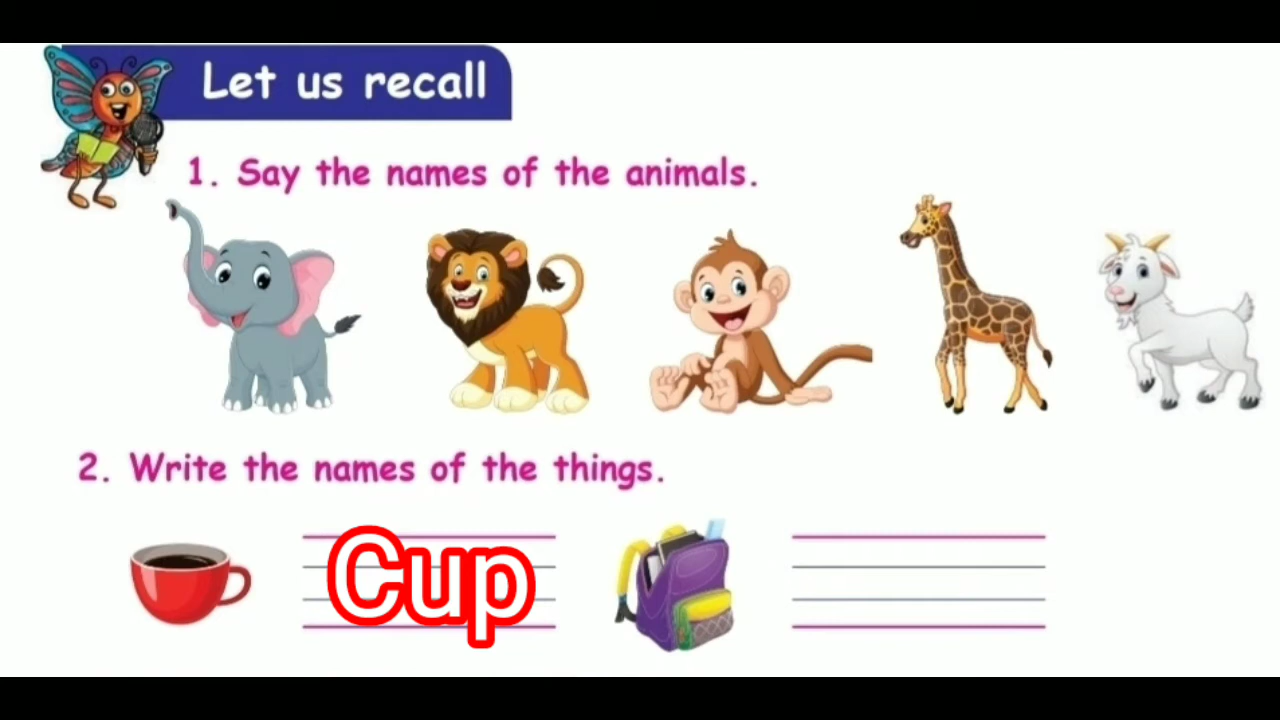 Let us recall
1. Say the names of the animals.
2. Write the names of the things.
Cup